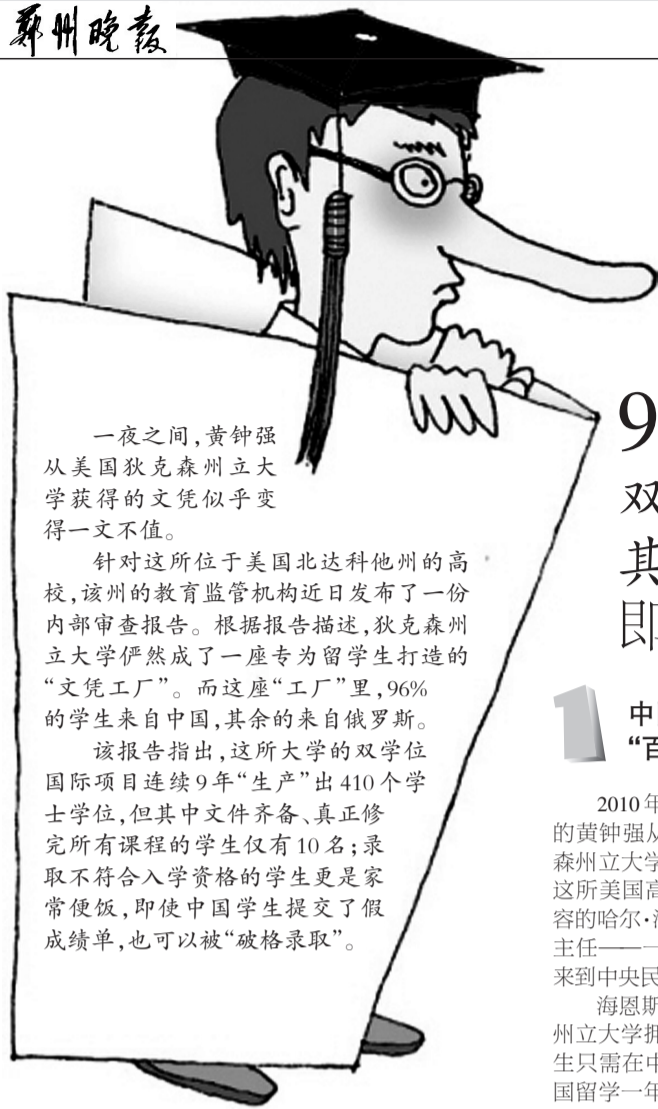 郑州晚报
一夜之间，黄钟强
从美国狄克森州立大
学获得的文凭似乎变
得一文不值。
针对这所位于美国北达科他州的高
校，该州的教育监管机构近日发布了一份
内部审查报告。根据报告描述，狄克森州
立大学俨然成了一座专为留学生打造的
“文凭工厂”。而这座“工厂”里，96%
的学生来自中国，其余的来自俄罗斯。
该报告指出，这所大学的双学位
国际项目连续9年“生产”出410个学
士学位，但其中文件齐备、真正修
完所有课程的学生仅有10名；录
取不符合入学资格的学生更是家
常便饭，即使中国学生提交了假
成绩单，也可以被“破格录取”。
9
双
其
即
1
中
“百
2010年
的黄钟强从
森州立大学
这所美国高
容的哈尔·海
主任——一
来到中央民
海恩斯
州立大学拥
生只需在中
国留学一年